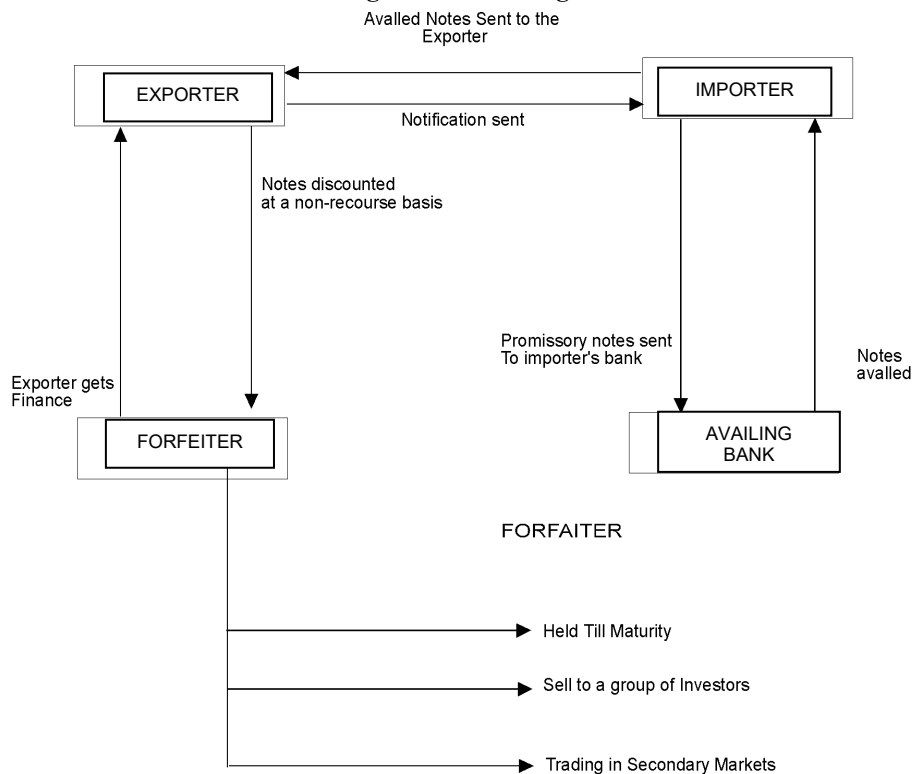 Avalled Notes Sent to the
Exporter
EXPORTER
IMPORTER
Notification sent
Notes discounted
at a non-recourse basis
Promissory notes sent
To importer's bank
Notes
avalled
Exporter gets
Finance
FORFEITER
AVAILING
BANK
FORFAITER
Held Till Maturity
Sell to a group of Investors
Trading in Secondary Markets